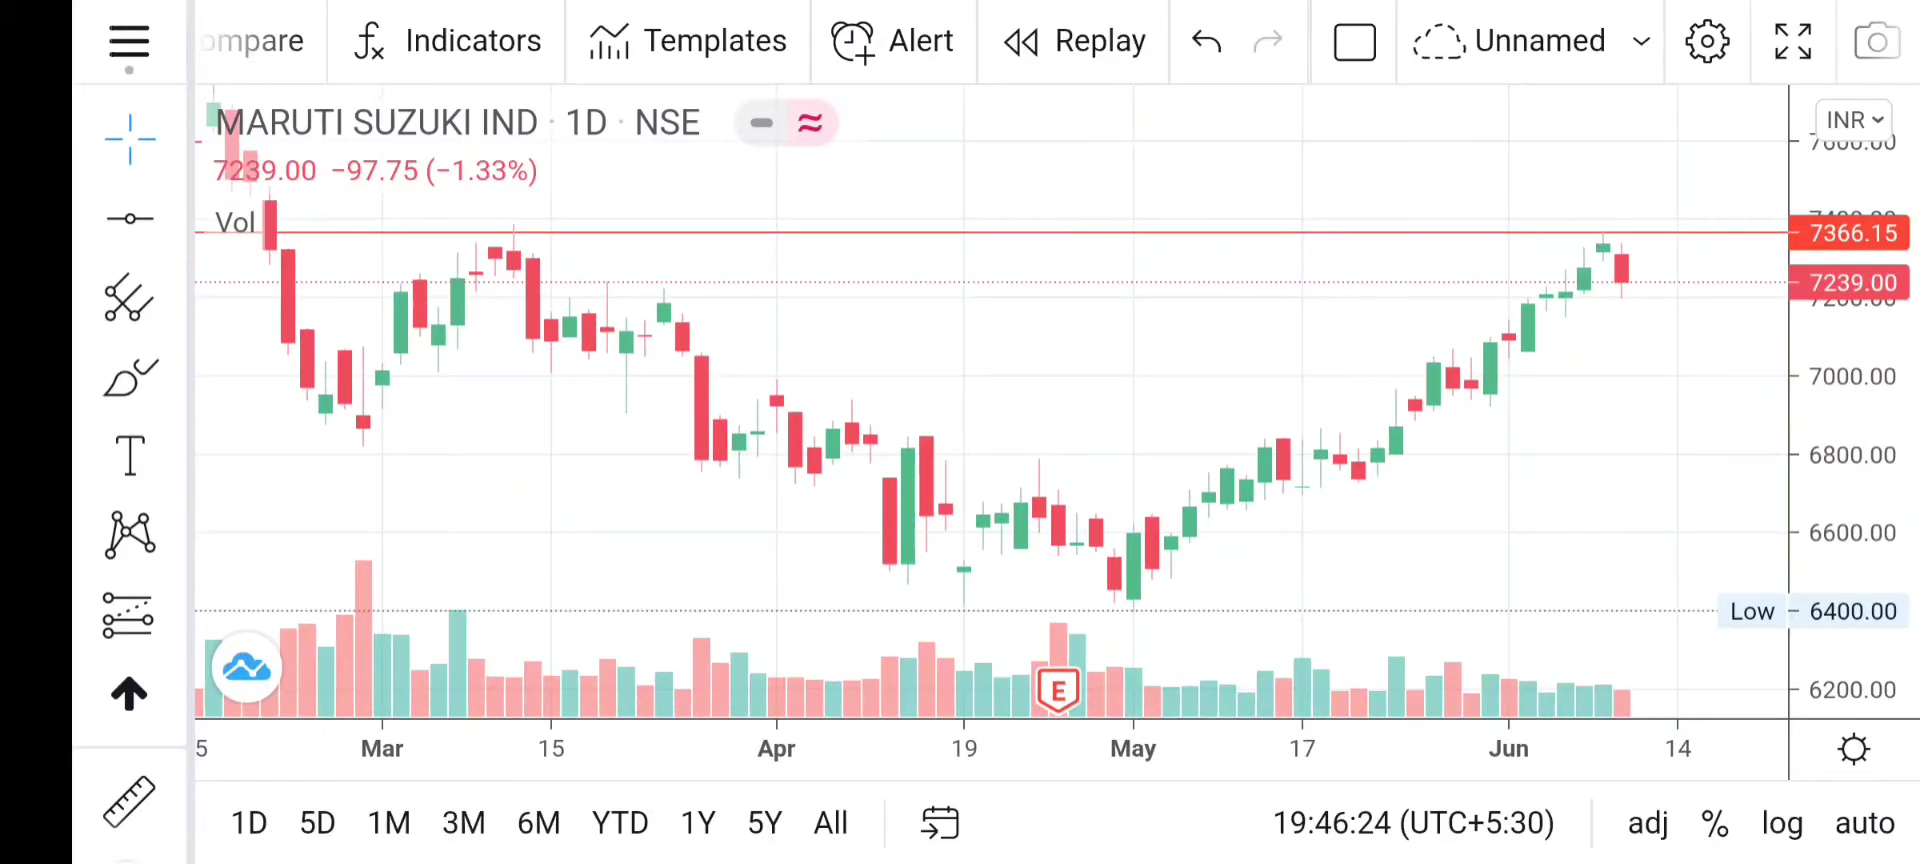 ompare Indicators Templates Alert Replay Unnamed
MARUTI SUZUKI IND · 1D · NSE
INR
7239.00 −97.75 (−1.33%)
Vol
7366.15
7239.00
7000.00
6800.00
6600.00
Low 6400.00
E
6200.00
5 Mar 15 Apr 19 May 17 Jun 14
1D 5D 1M 3M 6M YTD 1Y 5Y All 19:46:24 (UTC+5:30) adj % log auto